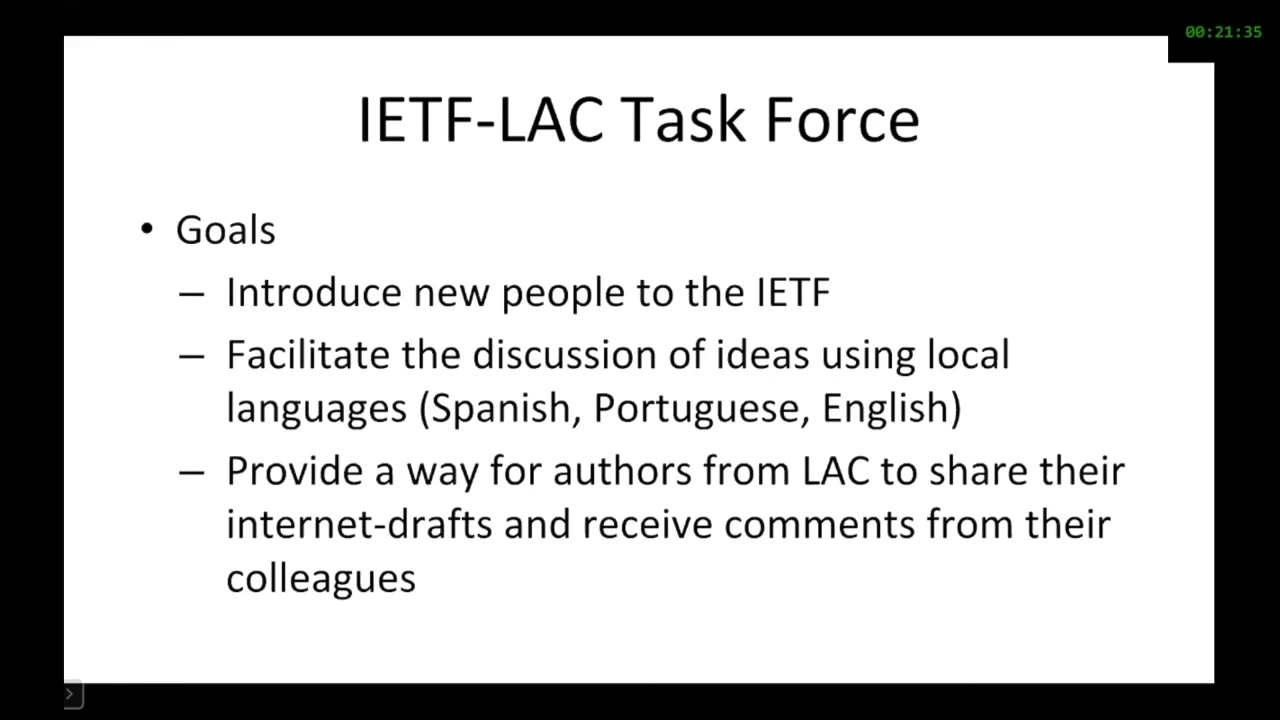 00:21:35
IETF-LAC Task Force
• Goals
– Introduce new people to the IETF
– Facilitate the discussion of ideas using local
languages (Spanish, Portuguese, English)
– Provide a way for authors from LAC to share their
internet-drafts and receive comments from their
colleagues